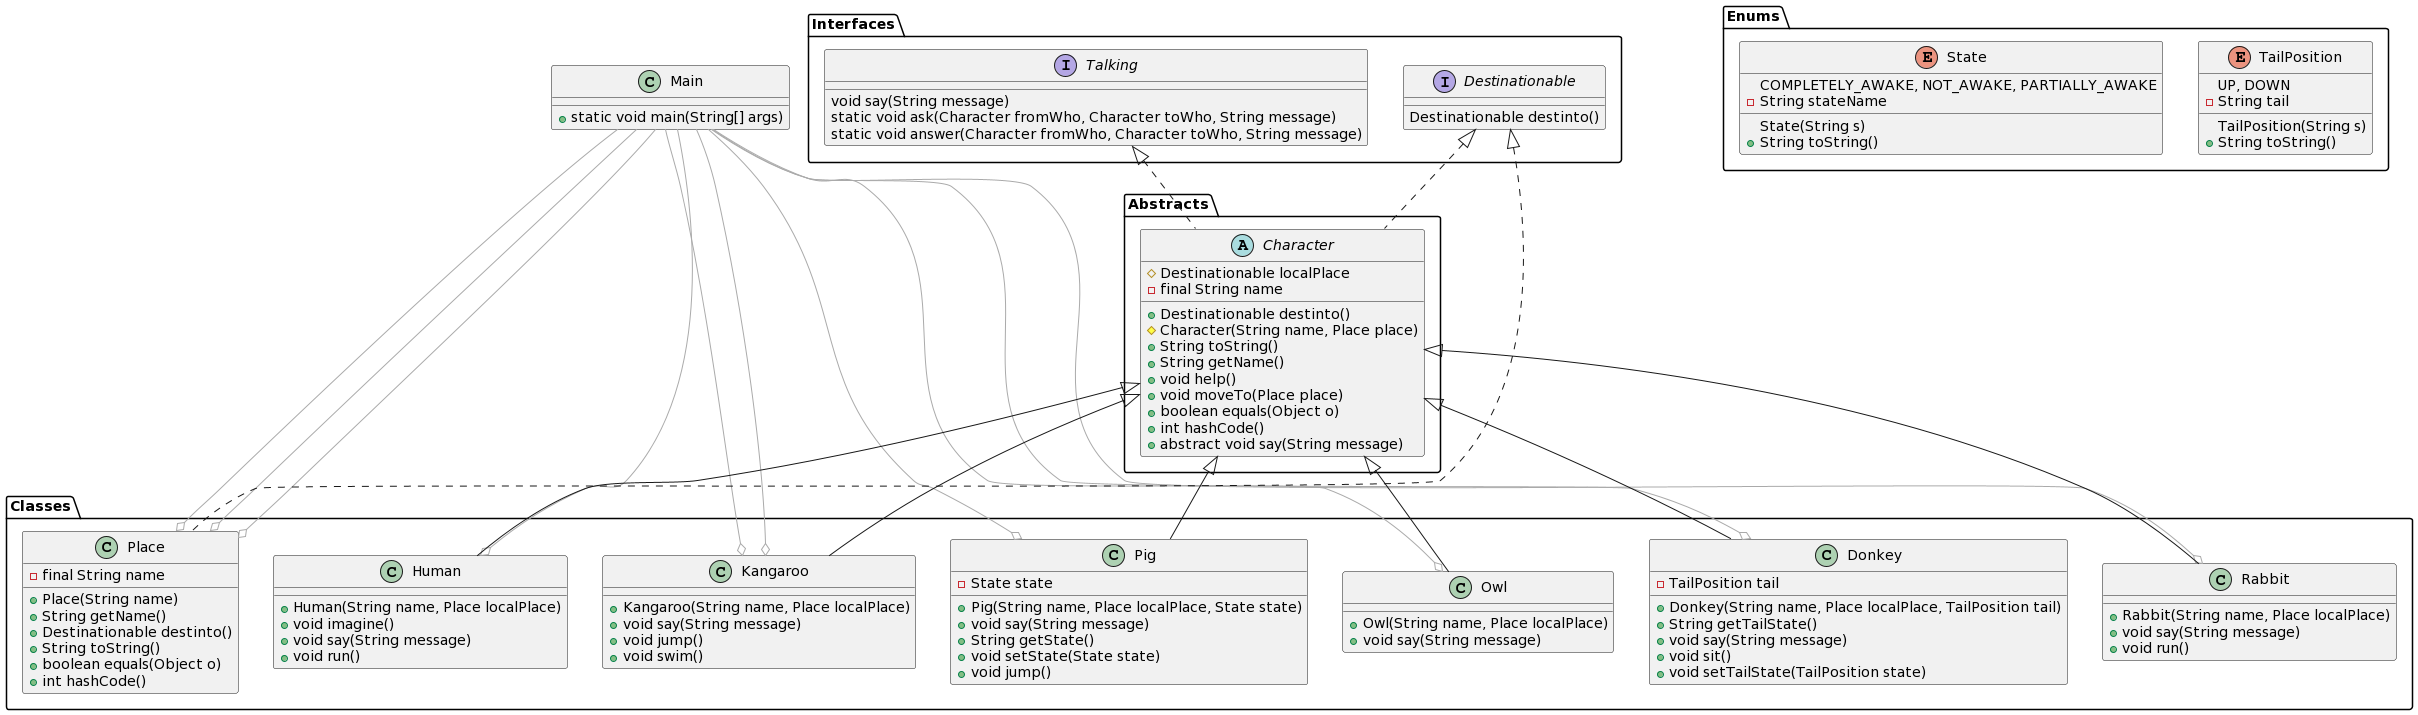 Interfaces
Enums
C Main
static void main(String[] args)
I Talking
void say(String message)
static void ask(Character fromWho, Character toWho, String message)
static void answer(Character fromWho, Character toWho, String message)
I Destinationable
Destinationable destinto()
E State
COMPLETELY_AWAKE, NOT_AWAKE, PARTIALLY_AWAKE
String stateName
State(String s)
String toString()
E TailPosition
UP, DOWN
String tail
TailPosition(String s)
String toString()
Abstracts
A Character
Destinationable localPlace
final String name
Destinationable destinto()
Character(String name, Place place)
String toString()
String getName()
void help()
void moveTo(Place place)
boolean equals(Object o)
int hashCode()
abstract void say(String message)
Classes
C Place
final String name
Place(String name)
String getName()
Destinationable destinto()
String toString()
boolean equals(Object o)
int hashCode()
C Human
Human(String name, Place localPlace)
void imagine()
void say(String message)
void run()
C Kangaroo
Kangaroo(String name, Place localPlace)
void say(String message)
void jump()
void swim()
C Pig
State state
Pig(String name, Place localPlace, State state)
void say(String message)
String getState()
void setState(State state)
void jump()
C Owl
Owl(String name, Place localPlace)
void say(String message)
C Donkey
TailPosition tail
Donkey(String name, Place localPlace, TailPosition tail)
String getTailState()
void say(String message)
void sit()
void setTailState(TailPosition state)
C Rabbit
Rabbit(String name, Place localPlace)
void say(String message)
void run()